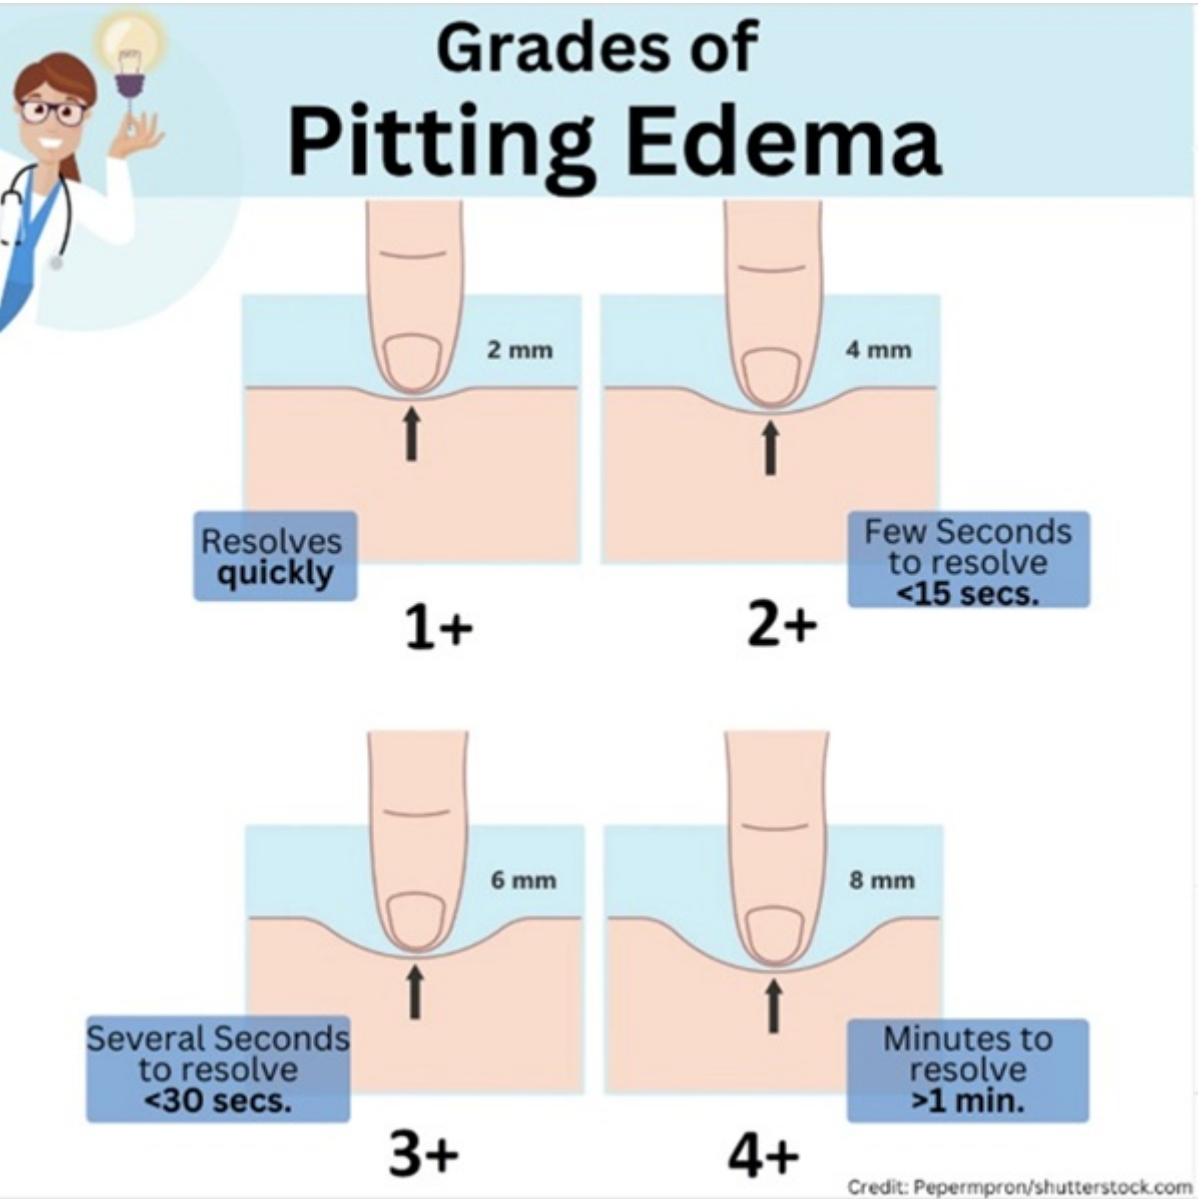 Grades of
Pitting Edema
2 mm
4 mm
Resolves
quickly
Few Seconds
to resolve
<15 secs.
1+
2+
6 mm
8 mm
Several Seconds
to resolve
<30 secs.
Minutes to
resolve
>1 min.
3+
4+
Credit: Pepermpron/shutterstock.com